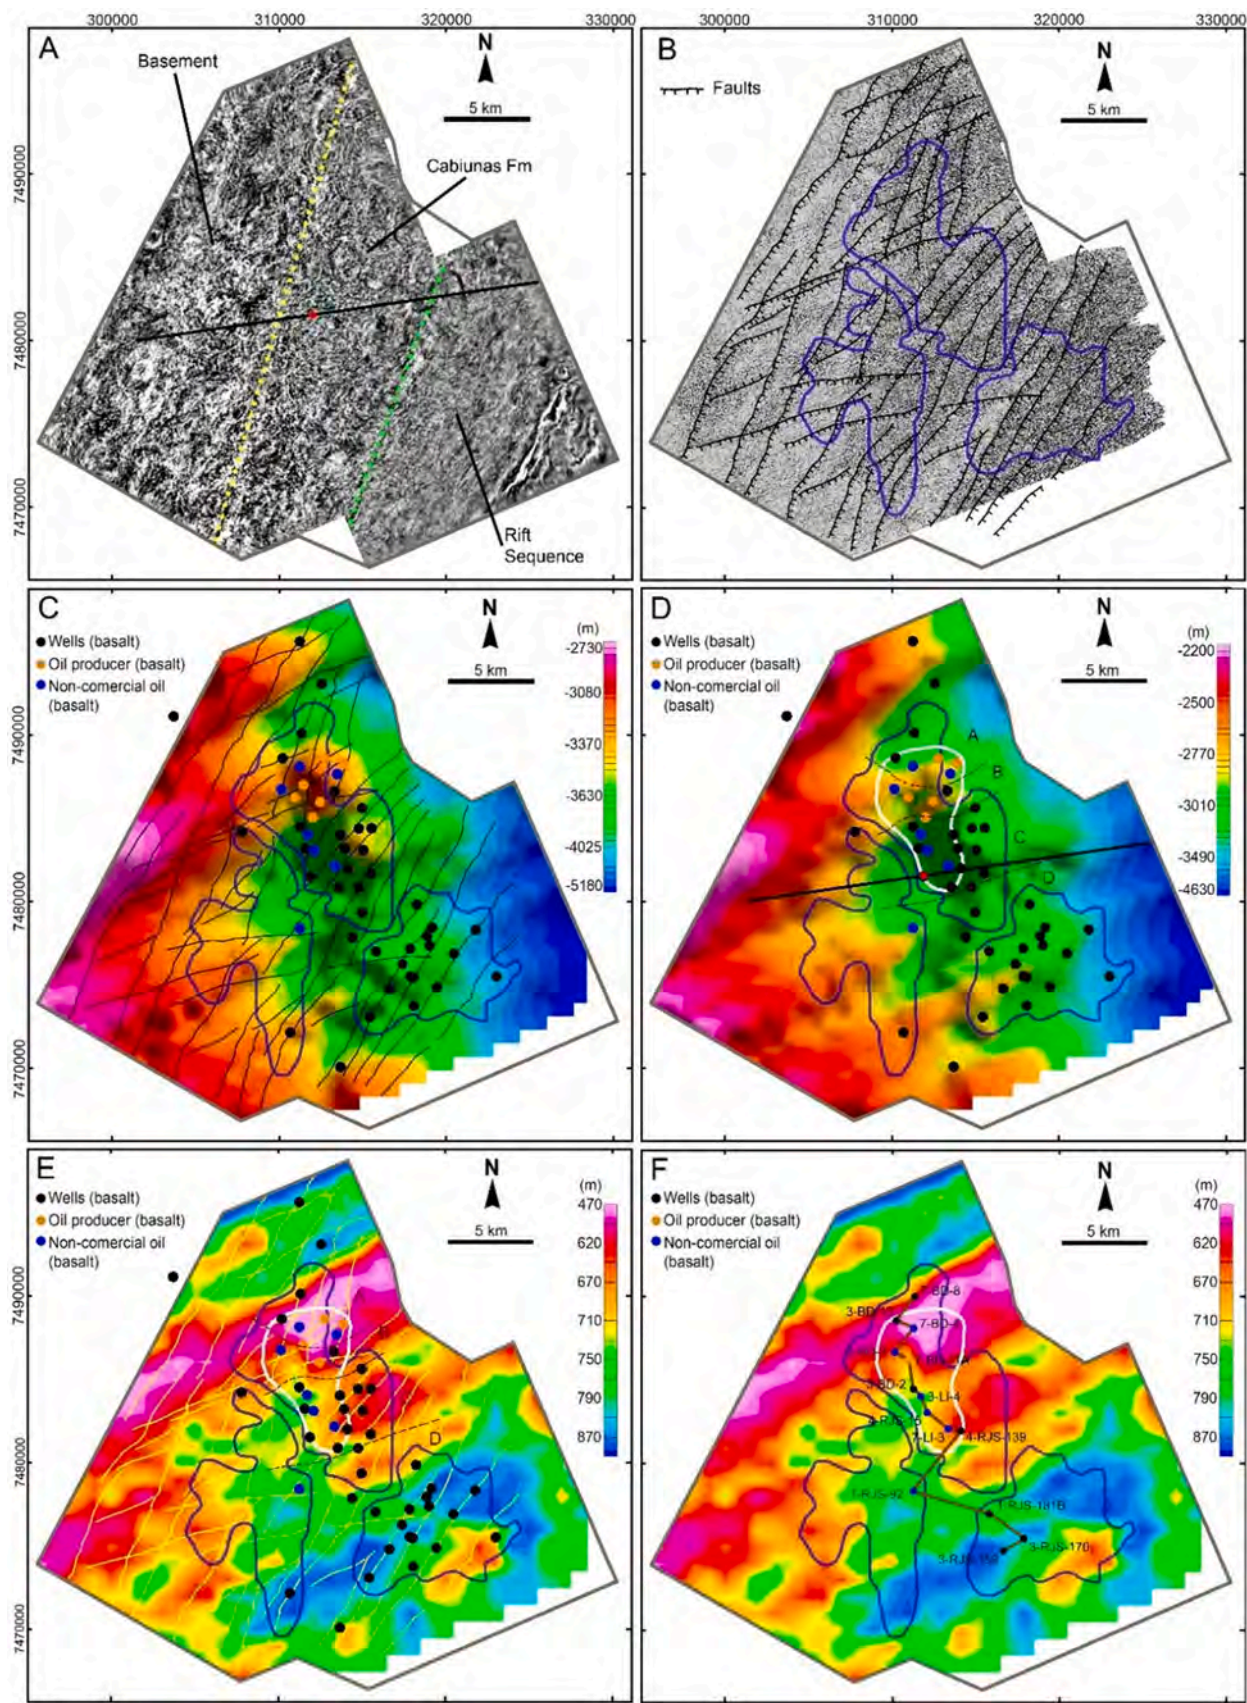 300000 310000 320000 330000 300000 310000 320000 330000
A
Basement
N
5 km
Cabiunas Fm
Rift
Sequence
7490000
7480000
7470000
B
Faults
N
5 km
C
Wells (basalt)
Oil producer (basalt)
Non-comercial oil
(basalt)
N
5 km
(m)
-2730
-3080
-3370
-3630
-4025
-5180
7490000
7480000
7470000
D
Wells (basalt)
Oil producer (basalt)
Non-comercial oil
(basalt)
N
5 km
(m)
-2200
-2500
-2770
-3010
-3490
-4630
A
B
C
D
E
Wells (basalt)
Oil producer (basalt)
Non-comercial oil
(basalt)
N
5 km
(m)
470
620
670
710
750
790
870
D
7490000
7480000
7470000
300000 310000 320000 330000
F
Wells (basalt)
Oil producer (basalt)
Non-comercial oil
(basalt)
N
5 km
(m)
470
620
670
710
750
790
870
7-BD-8
3-BD-2
3-LI-4
7-LI-3
4-RJS-139
1-RJS-92
1-RJS-181B
3-RJS-170
300000 310000 320000 330000